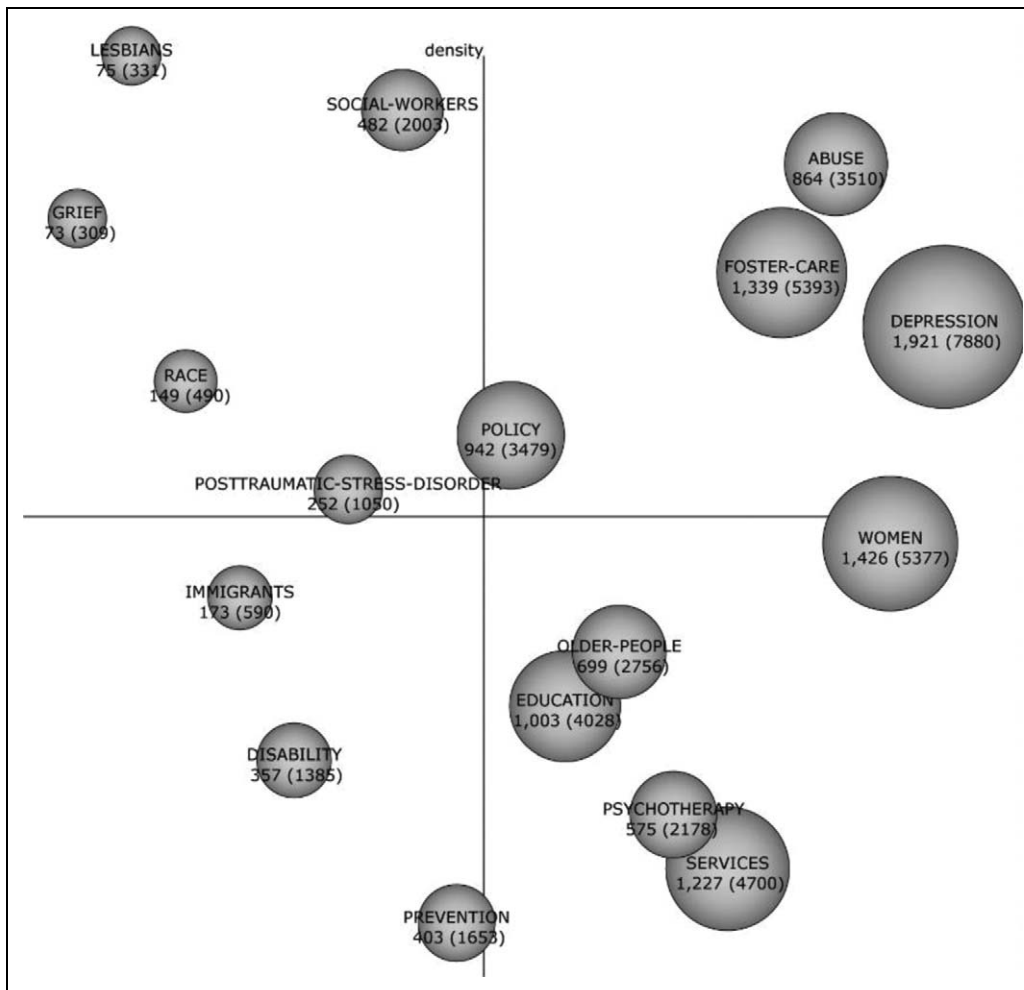 LESBIANS
75 (331)
density
SOCIAL-WORKERS
482 (2003)
ABUSE
864 (3510)
GRIEF
73 (309)
FOSTER-CARE
1,339 (5393)
DEPRESSION
1,921 (7880)
RACE
149 (490)
POLICY
942 (3479)
POSTTRAUMATIC-STRESS-DISORDER
252 (1050)
WOMEN
1,426 (5377)
IMMIGRANTS
173 (590)
OLDER-PEOPLE
699 (2756)
EDUCATION
1,003 (4028)
DISABILITY
357 (1385)
PSYCHOTHERAPY
575 (2178)
SERVICES
1,227 (4700)
PREVENTION
403 (1653)